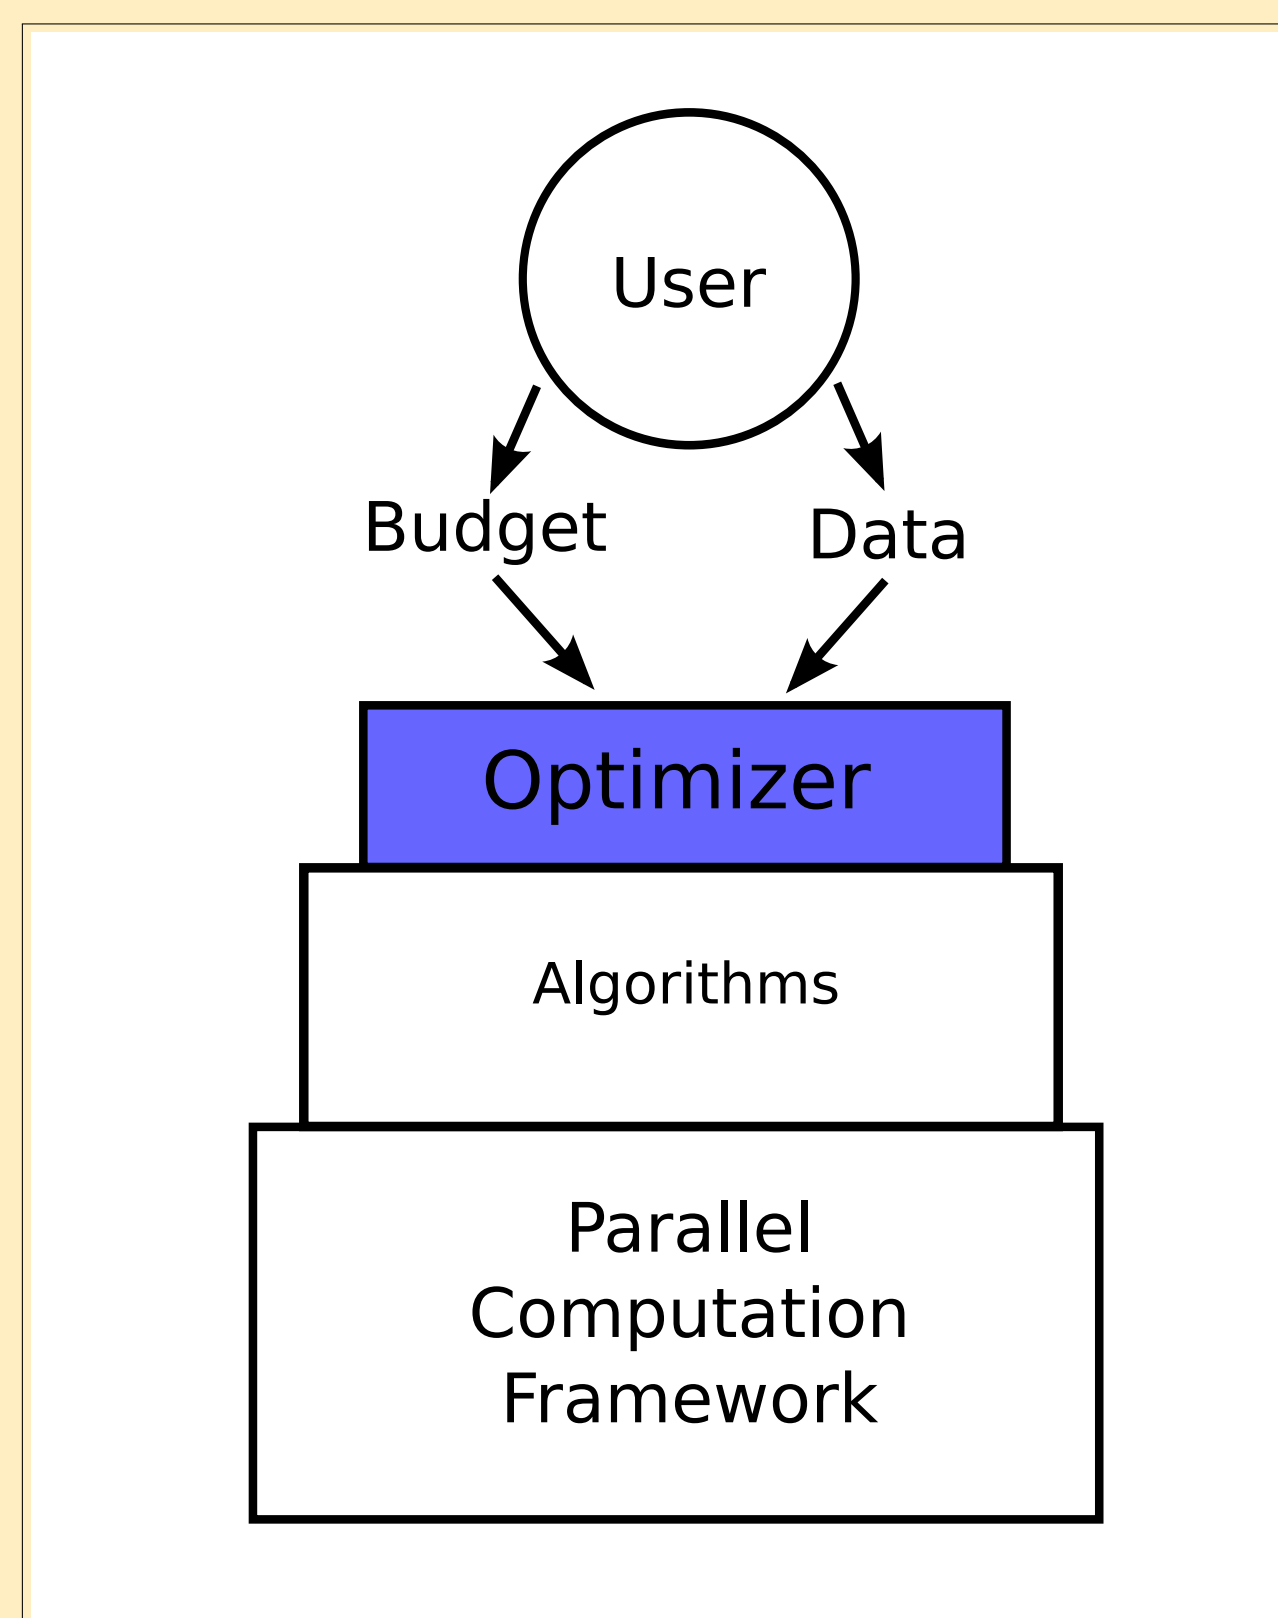 User
Budget
Data
Optimizer
Algorithms
Parallel
Computation
Framework